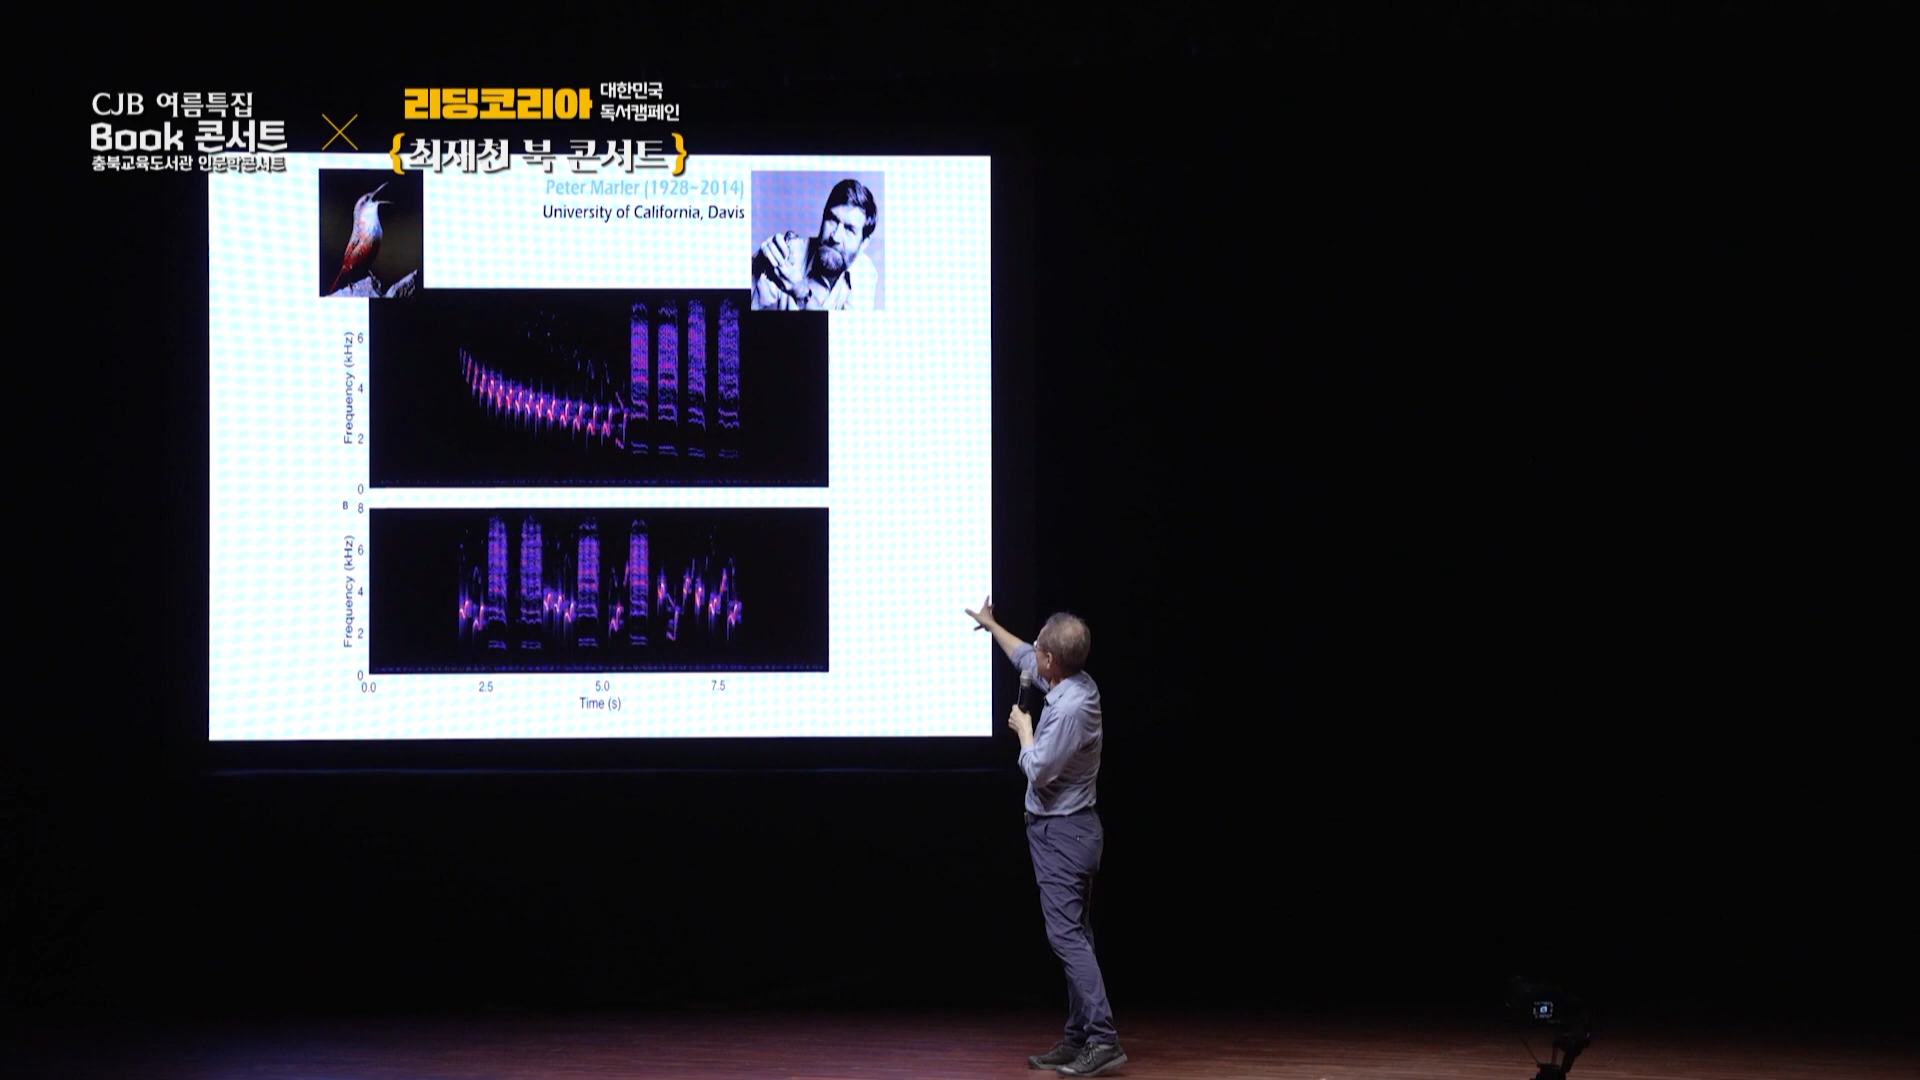 CJB 여름특집
Book 콘서트
충북교육도서관 인문학콘서트
리딩코리아
대한민국
독서캠페인
{최재천 북 콘서트}
Peter Marler (1928~2014)
University of California, Davis
Frequency (kHz)
6
4
2
0
B
Frequency (kHz)
8
6
4
2
0
0.0 2.5 5.0 7.5
Time (s)